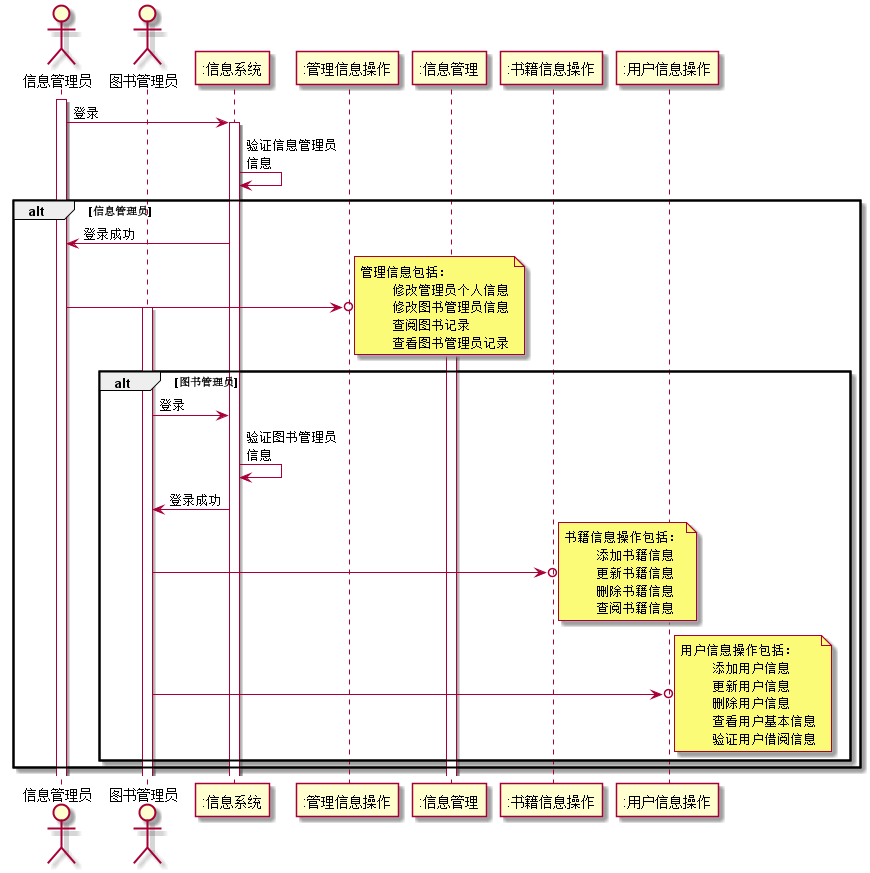 信息管理员
图书管理员
:信息系统
:管理信息操作
:信息管理
:书籍信息操作
:用户信息操作
登录
验证信息管理员
信息
alt
[信息管理员]
登录成功
管理信息包括：
修改管理员个人信息
修改图书管理员信息
查阅图书记录
查看图书管理员记录
alt
[图书管理员]
登录
验证图书管理员
信息
登录成功
书籍信息操作包括：
添加书籍信息
更新书籍信息
删除书籍信息
查阅书籍信息
用户信息操作包括：
添加用户信息
更新用户信息
删除用户信息
查看用户基本信息
验证用户借阅信息
信息管理员
图书管理员
:信息系统
:管理信息操作
:信息管理
:书籍信息操作
:用户信息操作